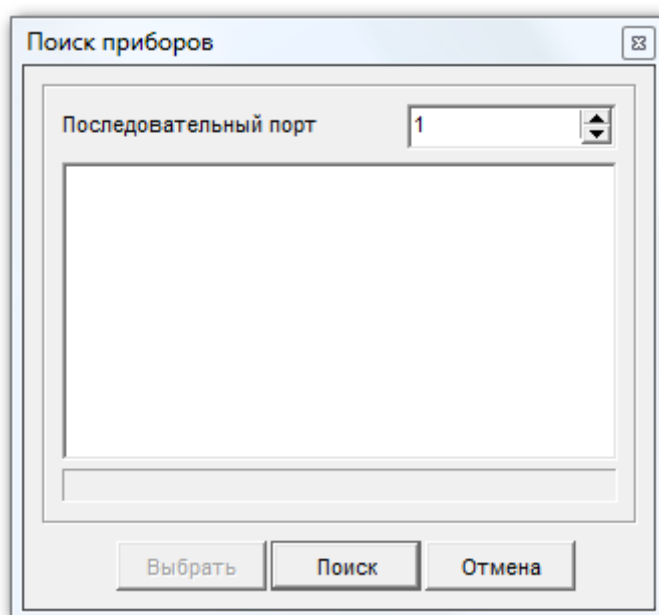 Поиск приборов
Последовательный порт 1
Выбрать Поиск Отмена